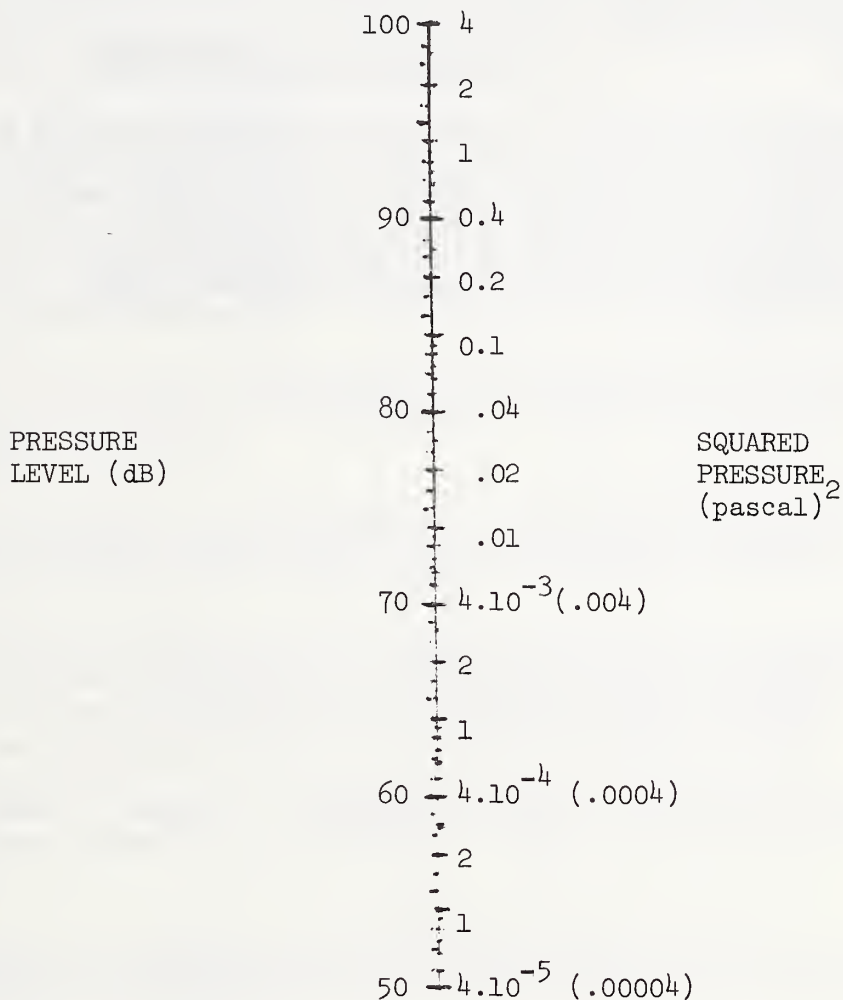 100 4
2
1
90 0.4
0.2
0.1
80 .04
PRESSURE
LEVEL (dB)
.02
SQUARED
PRESSURE
(pascal)²
.01
70 4.10⁻³(.004)
2
1
60 4.10⁻⁴ (.0004)
2
1
50 4.10⁻⁵ (.00004)